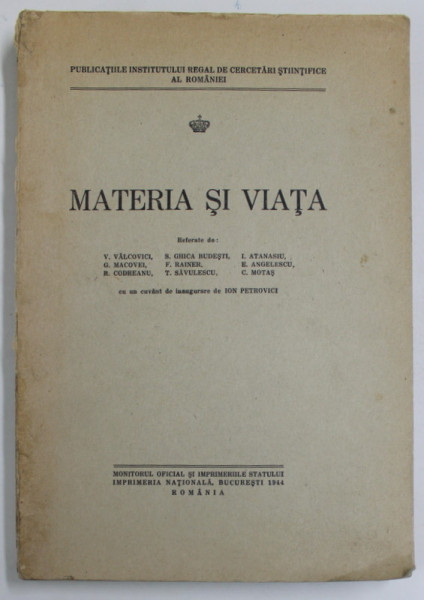 PUBLICAȚIILE INSTITUTULUI REGAL DE CERCETĂRI ȘTIINȚIFICE
AL ROMÂNIEI
MATERIA ȘI VIAȚA
Referate de:
V. VÂLCOVICI, Ș. GHICA BUDEȘTI, I. ATANASIU,
G. MACOVEI, F. RAINER, E. ANGELESCU,
R. CODREANU, T. SĂVULESCU, C. MOTAȘ
cu un cuvânt de inaugurare de ION PETROVICI
MONITORUL OFICIAL ȘI IMPRIMERIILE STATULUI
IMPRIMERIA NAȚIONALĂ, BUCUREȘTI 1944
ROMÂNIA